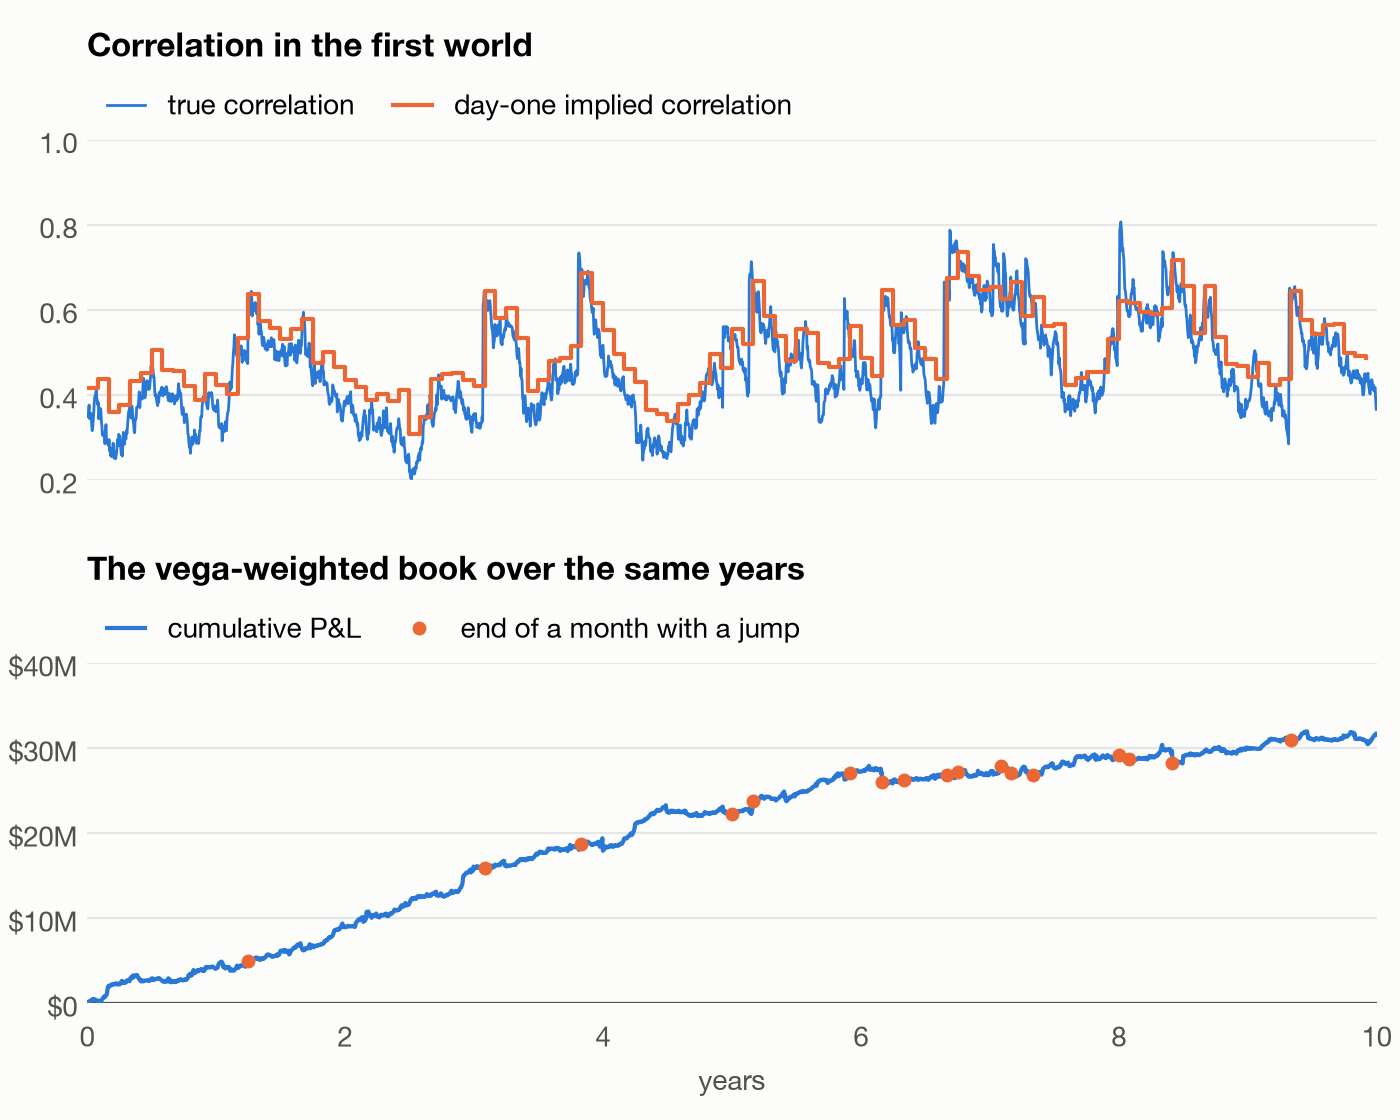 Correlation in the first world
true correlation day-one implied correlation
1.0
0.8
0.6
0.4
0.2
The vega-weighted book over the same years
cumulative P&L end of a month with a jump
$40M
$30M
$20M
$10M
$0
0 2 4 6 8 10
years